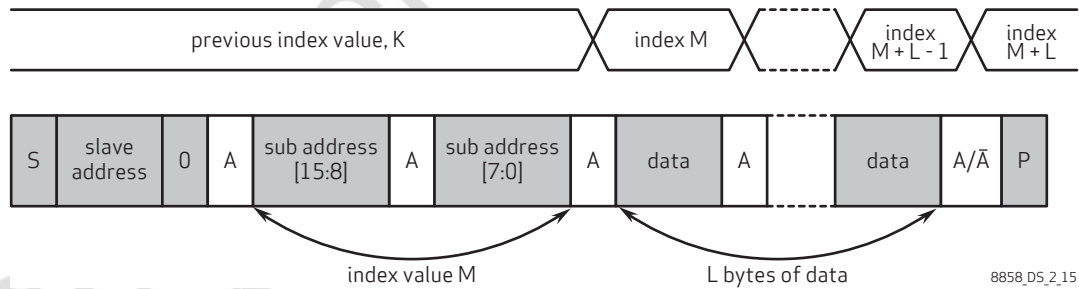 previous index value, K
index M
index
M + L - 1
index
M + L
S
slave
address
0
A
sub address
[15:8]
A
sub address
[7:0]
A
data
A
data
A/Ā
P
index value M
L bytes of data
8858_DS_2_15